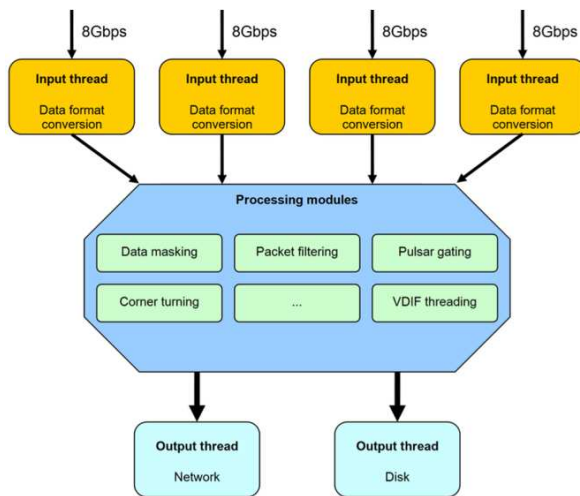 8Gbps
8Gbps
8Gbps
8Gbps
Input thread
Data format
conversion
Input thread
Data format
conversion
Input thread
Data format
conversion
Input thread
Data format
conversion
Processing modules
Data masking
Packet filtering
Pulsar gating
Corner turning
...
VDIF threading
Output thread
Network
Output thread
Disk